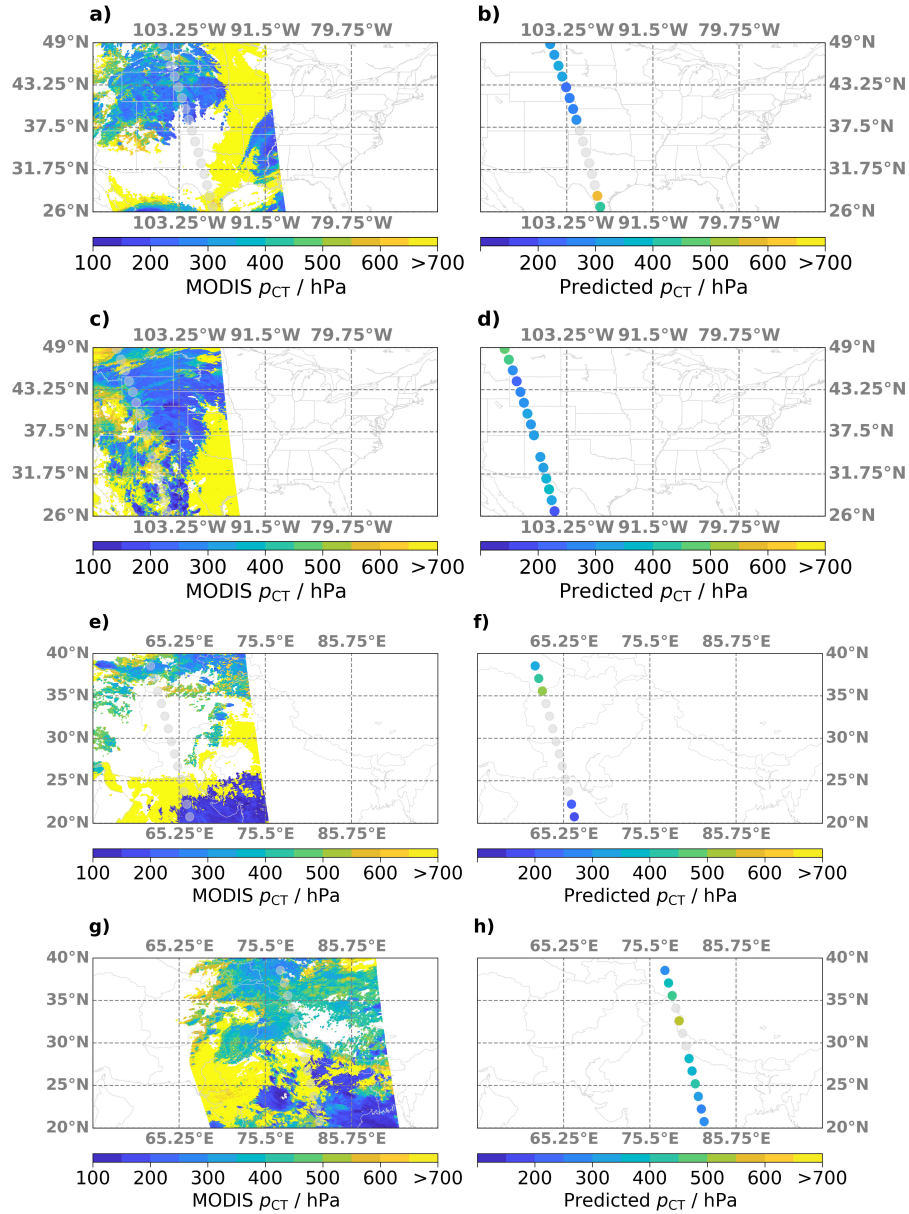 a)
103.25°W 91.5°W 79.75°W
49°N
43.25°N
37.5°N
31.75°N
26°N
103.25°W 91.5°W 79.75°W
100 200 300 400 500 600 >700
MODIS pCT / hPa
b)
103.25°W 91.5°W 79.75°W
49°N
43.25°N
37.5°N
31.75°N
26°N
103.25°W 91.5°W 79.75°W
200 300 400 500 600 >700
Predicted pCT / hPa
c)
103.25°W 91.5°W 79.75°W
49°N
43.25°N
37.5°N
31.75°N
26°N
103.25°W 91.5°W 79.75°W
100 200 300 400 500 600 >700
MODIS pCT / hPa
d)
103.25°W 91.5°W 79.75°W
49°N
43.25°N
37.5°N
31.75°N
26°N
103.25°W 91.5°W 79.75°W
200 300 400 500 600 >700
Predicted pCT / hPa
e)
65.25°E 75.5°E 85.75°E
40°N
35°N
30°N
25°N
20°N
65.25°E 75.5°E 85.75°E
100 200 300 400 500 600 >700
MODIS pCT / hPa
f)
65.25°E 75.5°E 85.75°E
40°N
35°N
30°N
25°N
20°N
65.25°E 75.5°E 85.75°E
200 300 400 500 600 >700
Predicted pCT / hPa
g)
65.25°E 75.5°E 85.75°E
40°N
35°N
30°N
25°N
20°N
65.25°E 75.5°E 85.75°E
100 200 300 400 500 600 >700
MODIS pCT / hPa
h)
65.25°E 75.5°E 85.75°E
40°N
35°N
30°N
25°N
20°N
65.25°E 75.5°E 85.75°E
200 300 400 500 600 >700
Predicted pCT / hPa